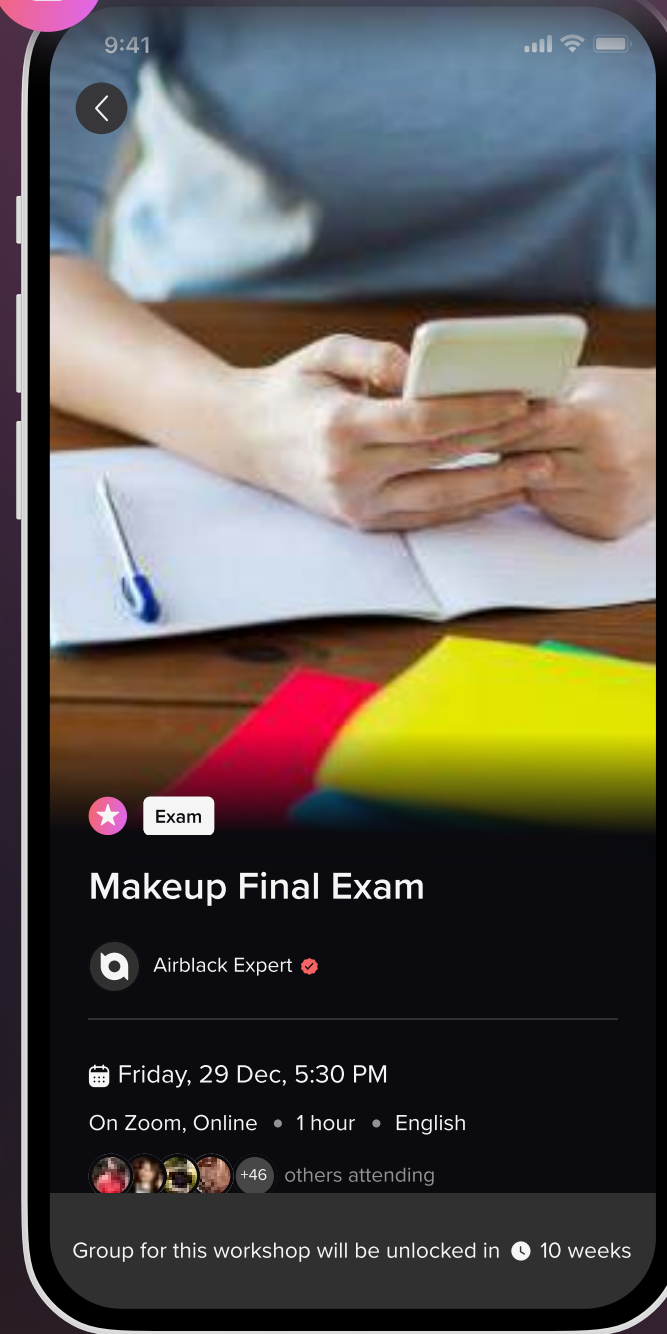 9:41
Exam
Makeup Final Exam
Airblack Expert
Friday, 29 Dec, 5:30 PM
On Zoom, Online • 1 hour • English
+46 others attending
Group for this workshop will be unlocked in 10 weeks